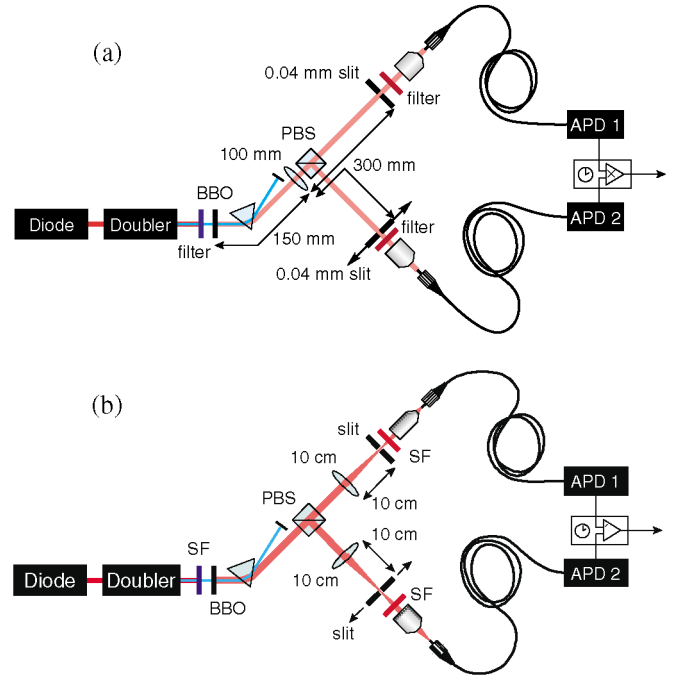 (a)
0.04 mm slit
filter
PBS
APD 1
100 mm
300 mm
BBO
Diode
Doubler
APD 2
filter
150 mm
filter
0.04 mm slit
(b)
slit
SF
10 cm
PBS
10 cm
APD 1
10 cm
SF
10 cm
Diode
Doubler
SF
APD 2
BBO
slit